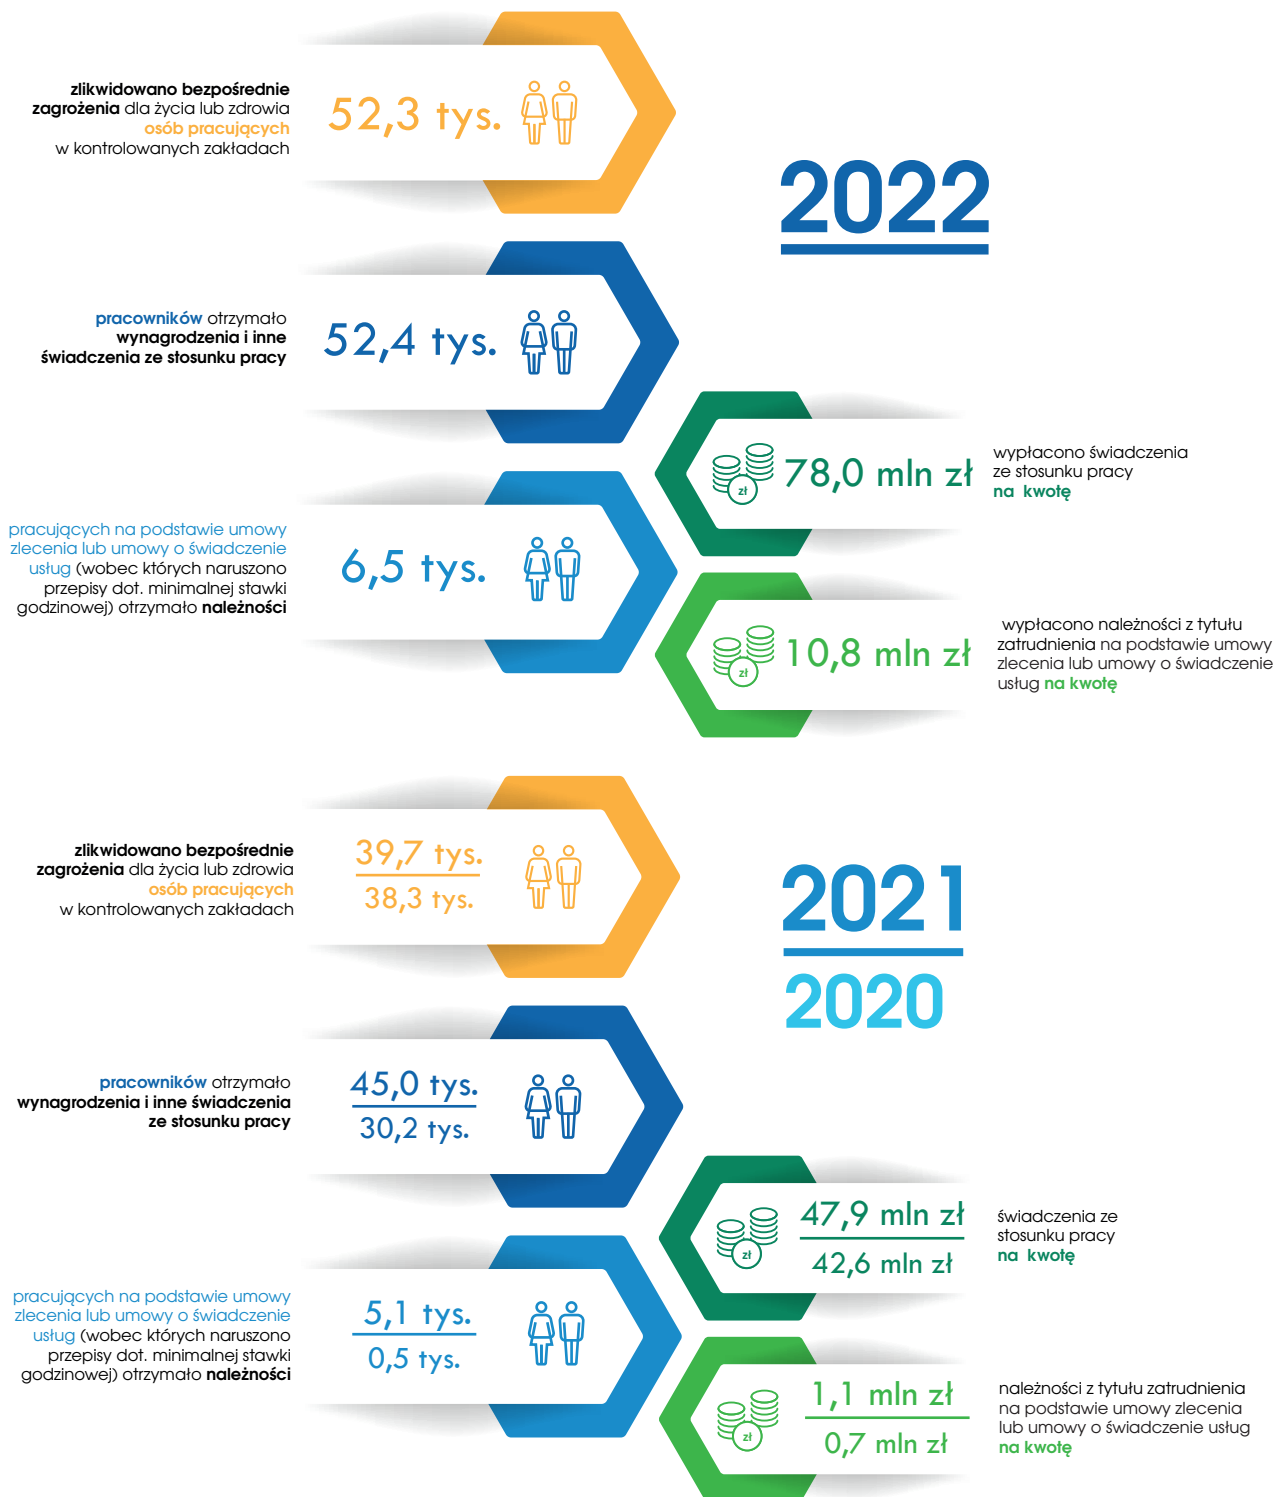 zlikwidowano bezpośrednie
zagrożenia dla życia lub zdrowia
osób pracujących
w kontrolowanych zakładach
52,3 tys.
2022
pracowników otrzymało
wynagrodzenia i inne
świadczenia ze stosunku pracy
52,4 tys.
78,0 mln zł
zł
wypłacono świadczenia
ze stosunku pracy
na kwotę
pracujących na podstawie umowy
zlecenia lub umowy o świadczenie
usług (wobec których naruszono
przepisy dot. minimalnej stawki
godzinowej) otrzymało należności
6,5 tys.
10,8 mln zł
zł
wypłacono należności z tytułu
zatrudnienia na podstawie umowy
zlecenia lub umowy o świadczenie
usług na kwotę
zlikwidowano bezpośrednie
zagrożenia dla życia lub zdrowia
osób pracujących
w kontrolowanych zakładach
39,7 tys.
38,3 tys.
2021
2020
pracowników otrzymało
wynagrodzenia i inne świadczenia
ze stosunku pracy
45,0 tys.
30,2 tys.
47,9 mln zł
42,6 mln zł
zł
świadczenia ze
stosunku pracy
na kwotę
pracujących na podstawie umowy
zlecenia lub umowy o świadczenie
usług (wobec których naruszono
przepisy dot. minimalnej stawki
godzinowej) otrzymało należności
5,1 tys.
0,5 tys.
1,1 mln zł
0,7 mln zł
zł
należności z tytułu zatrudnienia
na podstawie umowy zlecenia
lub umowy o świadczenie usług
na kwotę